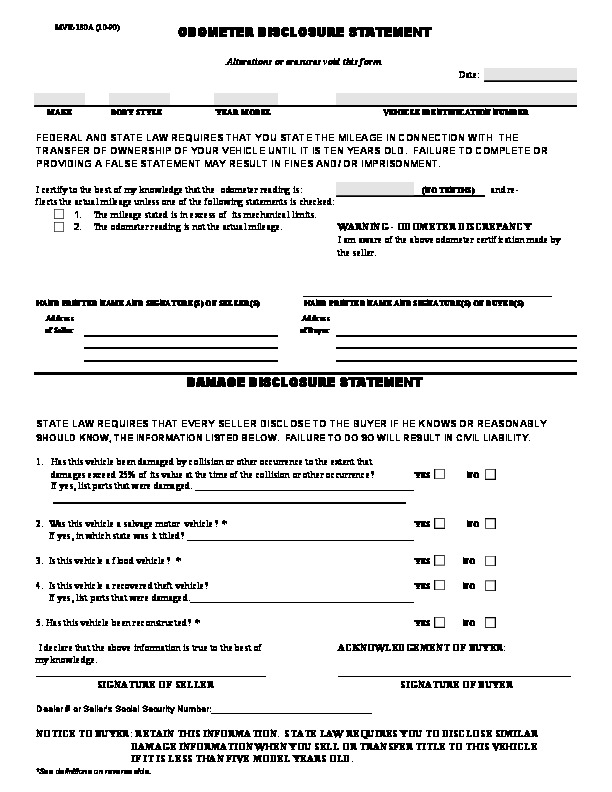 MVR-180A (10-90)
ODOMETER DISCLOSURE STATEMENT
Alterations or erasures void this form
Date:
MAKE BODY STYLE YEAR MODEL VEHICLE IDENTIFICATION NUMBER
FEDERAL AND STATE LAW REQUIRES THAT YOU STATE THE MILEAGE IN CONNECTION WITH THE
TRANSFER OF OWNERSHIP OF YOUR VEHICLE UNTIL IT IS TEN YEARS OLD. FAILURE TO COMPLETE OR
PROVIDING A FALSE STATEMENT MAY RESULT IN FINES AND/OR IMPRISONMENT.
I certify to the best of my knowledge that the odometer reading is: (NO TENTHS) and re-
flects the actual mileage unless one of the following statements is checked:
1. The mileage stated is in excess of its mechanical limits.
2. The odometer reading is not the actual mileage.
WARNING - ODOMETER DISCREPANCY
I am aware of the above odometer certification made by
the seller.
HAND PRINTED NAME AND SIGNATURE(S) OF SELLER(S) HAND PRINTED NAME AND SIGNATURE(S) OF BUYER(S)
Address Address
of Seller of Buyer
DAMAGE DISCLOSURE STATEMENT
STATE LAW REQUIRES THAT EVERY SELLER DISCLOSE TO THE BUYER IF HE KNOWS OR REASONABLY
SHOULD KNOW, THE INFORMATION LISTED BELOW. FAILURE TO DO SO WILL RESULT IN CIVIL LIABILITY.
1. Has this vehicle been damaged by collision or other occurrence to the extent that
damages exceed 25% of its value at the time of the collision or other occurrence? YES NO
If yes, list parts that were damaged.
2. Was this vehicle a salvage motor vehicle? * YES NO
If yes, in which state was it titled?
3. Is this vehicle a flood vehicle? * YES NO
4. Is this vehicle a recovered theft vehicle? YES NO
If yes, list parts that were damaged.
5. Has this vehicle been reconstructed? * YES NO
I declare that the above information is true to the best of ACKNOWLEDGEMENT OF BUYER:
my knowledge.
SIGNATURE OF SELLER SIGNATURE OF BUYER
Dealer # or Seller's Social Security Number:
NOTICE TO BUYER: RETAIN THIS INFORMATION. STATE LAW REQUIRES YOU TO DISCLOSE SIMILAR
DAMAGE INFORMATION WHEN YOU SELL OR TRANSFER TITLE TO THIS VEHICLE
IF IT IS LESS THAN FIVE MODEL YEARS OLD.
*See definitions on reverse side.